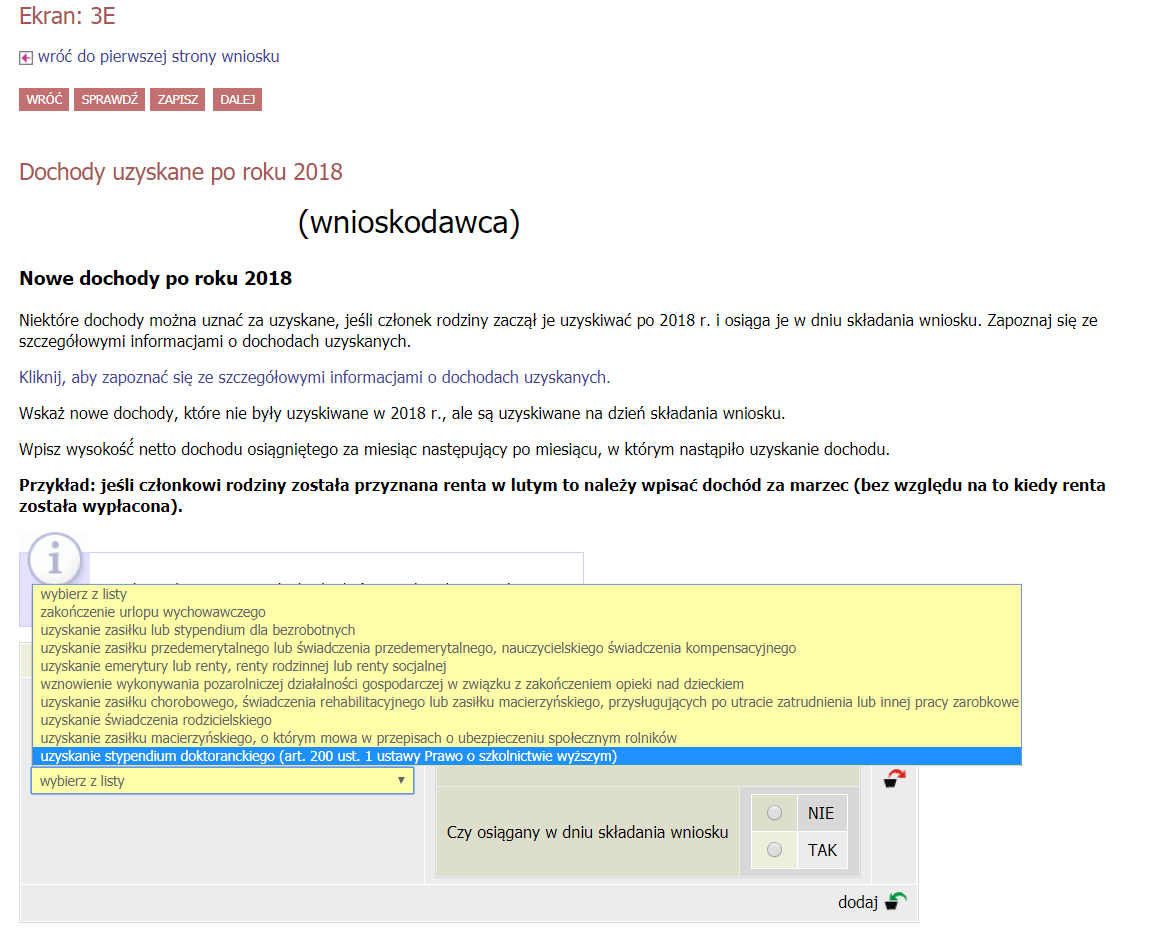 Ekran: 3E
wróć do pierwszej strony wniosku
WRÓĆ SPRAWDŹ ZAPISZ DALEJ
Dochody uzyskane po roku 2018
(wnioskodawca)
Nowe dochody po roku 2018
Niektóre dochody można uznać za uzyskane, jeśli członek rodziny zaczął je uzyskiwać po 2018 r. i osiąga je w dniu składania wniosku. Zapoznaj się ze
szczegółowymi informacjami o dochodach uzyskanych.
Kliknij, aby zapoznać się ze szczegółowymi informacjami o dochodach uzyskanych.
Wskaż nowe dochody, które nie były uzyskiwane w 2018 r., ale są uzyskiwane na dzień składania wniosku.
Wpisz wysokość netto dochodu osiągniętego za miesiąc następujący po miesiącu, w którym nastąpiło uzyskanie dochodu.
Przykład: jeśli członkowi rodziny została przyznana renta w lutym to należy wpisać dochód za marzec (bez względu na to kiedy renta
została wypłacona).
wybierz z listy
zakończenie urlopu wychowawczego
uzyskanie zasiłku lub stypendium dla bezrobotnych
uzyskanie zasiłku przedemerytalnego lub świadczenia przedemerytalnego, nauczycielskiego świadczenia kompensacyjnego
uzyskanie emerytury lub renty, renty rodzinnej lub renty socjalnej
wznowienie wykonywania pozarolniczej działalności gospodarczej w związku z zakończeniem opieki nad dzieckiem
uzyskanie zasiłku chorobowego, świadczenia rehabilitacyjnego lub zasiłku macierzyńskiego, przysługujących po utracie zatrudnienia lub innej pracy zarobkowe
uzyskanie świadczenia rodzicielskiego
uzyskanie zasiłku macierzyńskiego, o którym mowa w przepisach o ubezpieczeniu społecznym rolników
uzyskanie stypendium doktoranckiego (art. 200 ust. 1 ustawy Prawo o szkolnictwie wyższym)
wybierz z listy
Czy osiągany w dniu składania wniosku
NIE
TAK
dodaj